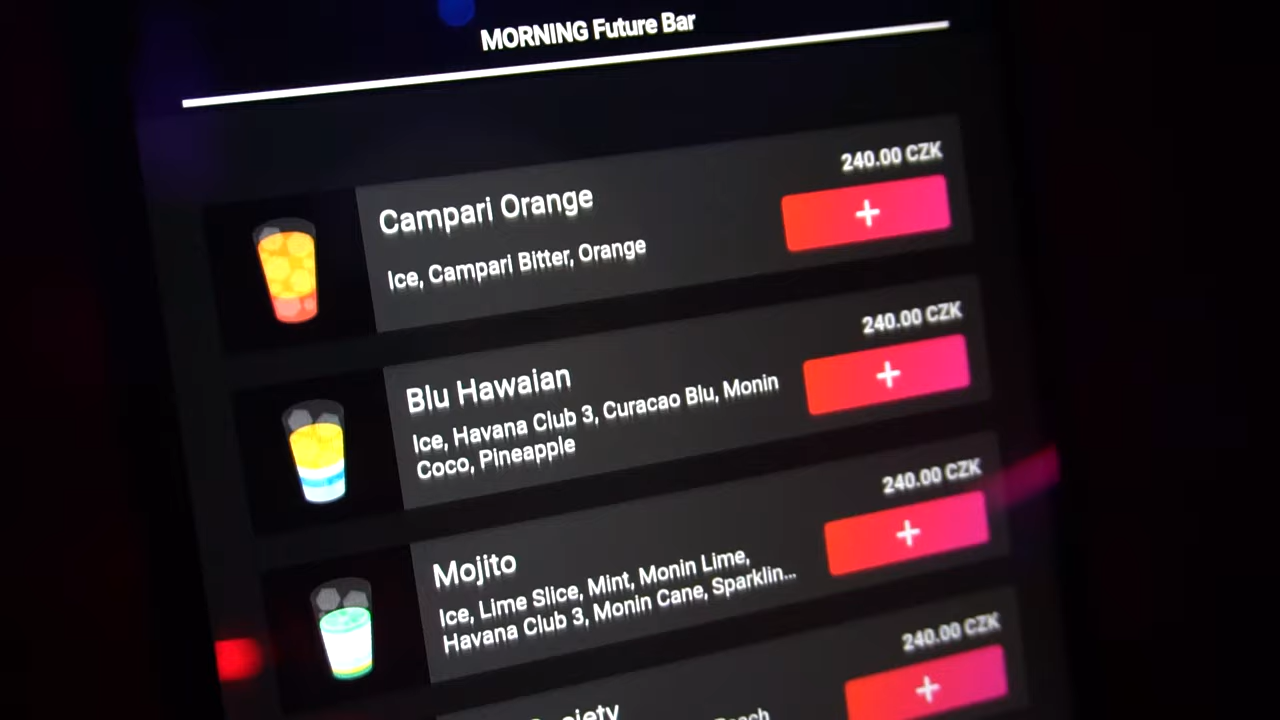 MORNING Future Bar
240.00 CZK
Campari Orange
+
Ice, Campari Bitter, Orange
240.00 CZK
Blu Hawaian
+
Ice, Havana Club 3, Curacao Blu, Monin
Coco, Pineapple
240.00 CZK
Mojito
+
Ice, Lime Slice, Mint, Monin Lime,
Havana Club 3, Monin Cane, Sparklin...
240.00 CZK
+